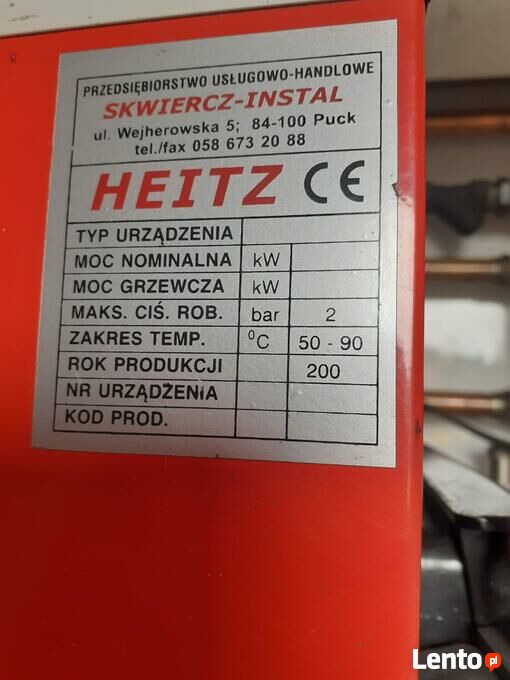 PRZEDSIĘBIORSTWO USŁUGOWO-HANDLOWE
SKWIERCZ-INSTAL
ul. Wejherowska 5; 84-100 Puck
tel./fax 058 673 20 88
HEITZ CE
TYP URZĄDZENIA
MOC NOMINALNA kW
MOC GRZEWCZA kW
MAKS. CIŚ. ROB. bar 2
ZAKRES TEMP. °C 50 - 90
ROK PRODUKCJI 200
NR URZĄDŻENIA
KOD PROD.
Lento.pl